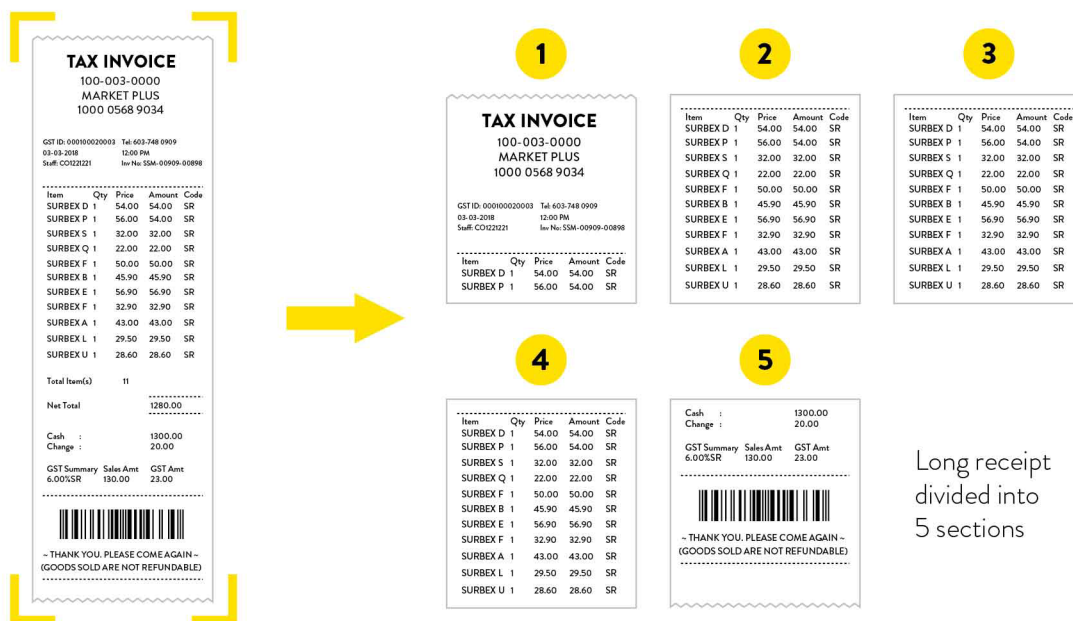 TAX INVOICE
100-003-0000
MARKET PLUS
1000 0568 9034
GST ID: 000100020003 Tel: 603-748 0909
03-03-2018 12:00 PM
Staff: CO1221221 Inv No: SSM-00909-00898
Item Qty Price Amount Code
SURBEX D 1 54.00 54.00 SR
SURBEX P 1 56.00 54.00 SR
SURBEX S 1 32.00 32.00 SR
SURBEX Q 1 22.00 22.00 SR
SURBEX F 1 50.00 50.00 SR
SURBEX B 1 45.90 45.90 SR
SURBEX E 1 56.90 56.90 SR
SURBEX F 1 32.90 32.90 SR
SURBEX A 1 43.00 43.00 SR
SURBEX L 1 29.50 29.50 SR
SURBEX U 1 28.60 28.60 SR
Total Item(s) 11
Net Total 1280.00
Cash : 1300.00
Change : 20.00
GST Summary Sales Amt GST Amt
6.00%SR 130.00 23.00
~ THANK YOU. PLEASE COME AGAIN ~
(GOODS SOLD ARE NOT REFUNDABLE)
1
TAX INVOICE
100-003-0000
MARKET PLUS
1000 0568 9034
GST ID: 000100020003 Tel: 603-748 0909
03-03-2018 12:00 PM
Staff: CO1221221 Inv No: SSM-00909-00898
Item Qty Price Amount Code
SURBEX D 1 54.00 54.00 SR
SURBEX P 1 56.00 54.00 SR
2
Item Qty Price Amount Code
SURBEX D 1 54.00 54.00 SR
SURBEX P 1 56.00 54.00 SR
SURBEX S 1 32.00 32.00 SR
SURBEX Q 1 22.00 22.00 SR
SURBEX F 1 50.00 50.00 SR
SURBEX B 1 45.90 45.90 SR
SURBEX E 1 56.90 56.90 SR
SURBEX F 1 32.90 32.90 SR
SURBEX A 1 43.00 43.00 SR
SURBEX L 1 29.50 29.50 SR
SURBEX U 1 28.60 28.60 SR
3
Item Qty Price Amount Code
SURBEX D 1 54.00 54.00 SR
SURBEX P 1 56.00 54.00 SR
SURBEX S 1 32.00 32.00 SR
SURBEX Q 1 22.00 22.00 SR
SURBEX F 1 50.00 50.00 SR
SURBEX B 1 45.90 45.90 SR
SURBEX E 1 56.90 56.90 SR
SURBEX F 1 32.90 32.90 SR
SURBEX A 1 43.00 43.00 SR
SURBEX L 1 29.50 29.50 SR
SURBEX U 1 28.60 28.60 SR
4
Item Qty Price Amount Code
SURBEX D 1 54.00 54.00 SR
SURBEX P 1 56.00 54.00 SR
SURBEX S 1 32.00 32.00 SR
SURBEX Q 1 22.00 22.00 SR
SURBEX F 1 50.00 50.00 SR
SURBEX B 1 45.90 45.90 SR
SURBEX E 1 56.90 56.90 SR
SURBEX F 1 32.90 32.90 SR
SURBEX A 1 43.00 43.00 SR
SURBEX L 1 29.50 29.50 SR
SURBEX U 1 28.60 28.60 SR
5
Cash : 1300.00
Change : 20.00
GST Summary Sales Amt GST Amt
6.00%SR 130.00 23.00
~ THANK YOU. PLEASE COME AGAIN ~
(GOODS SOLD ARE NOT REFUNDABLE)
Long receipt
divided into
5 sections